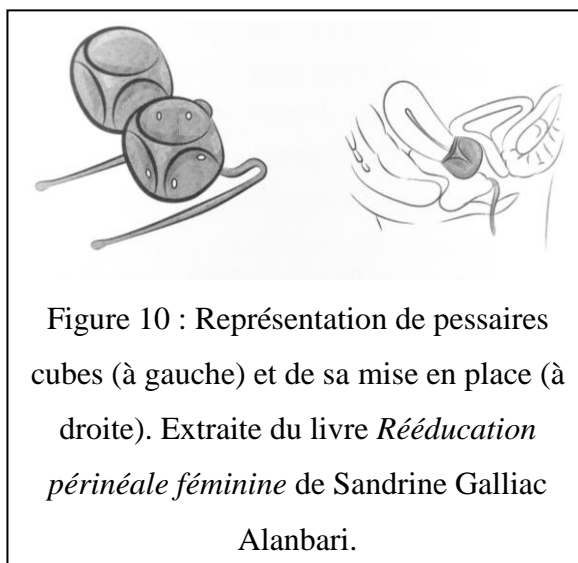 Figure 10 : Représentation de pessaires
cubes (à gauche) et de sa mise en place (à
droite). Extraite du livre Rééducation
périnéale féminine de Sandrine Galliac
Alanbari.